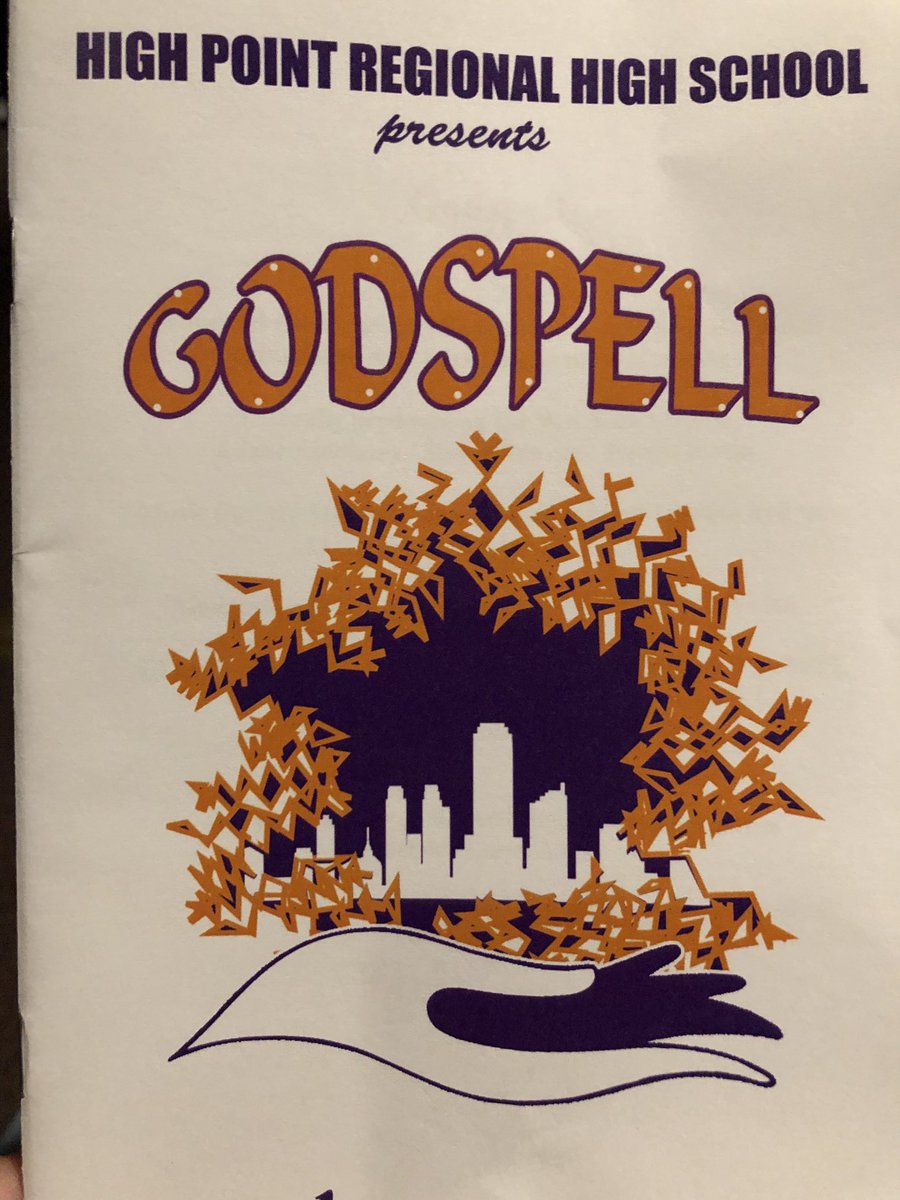 HIGH POINT REGIONAL HIGH SCHOOL
presents
GODSPELL